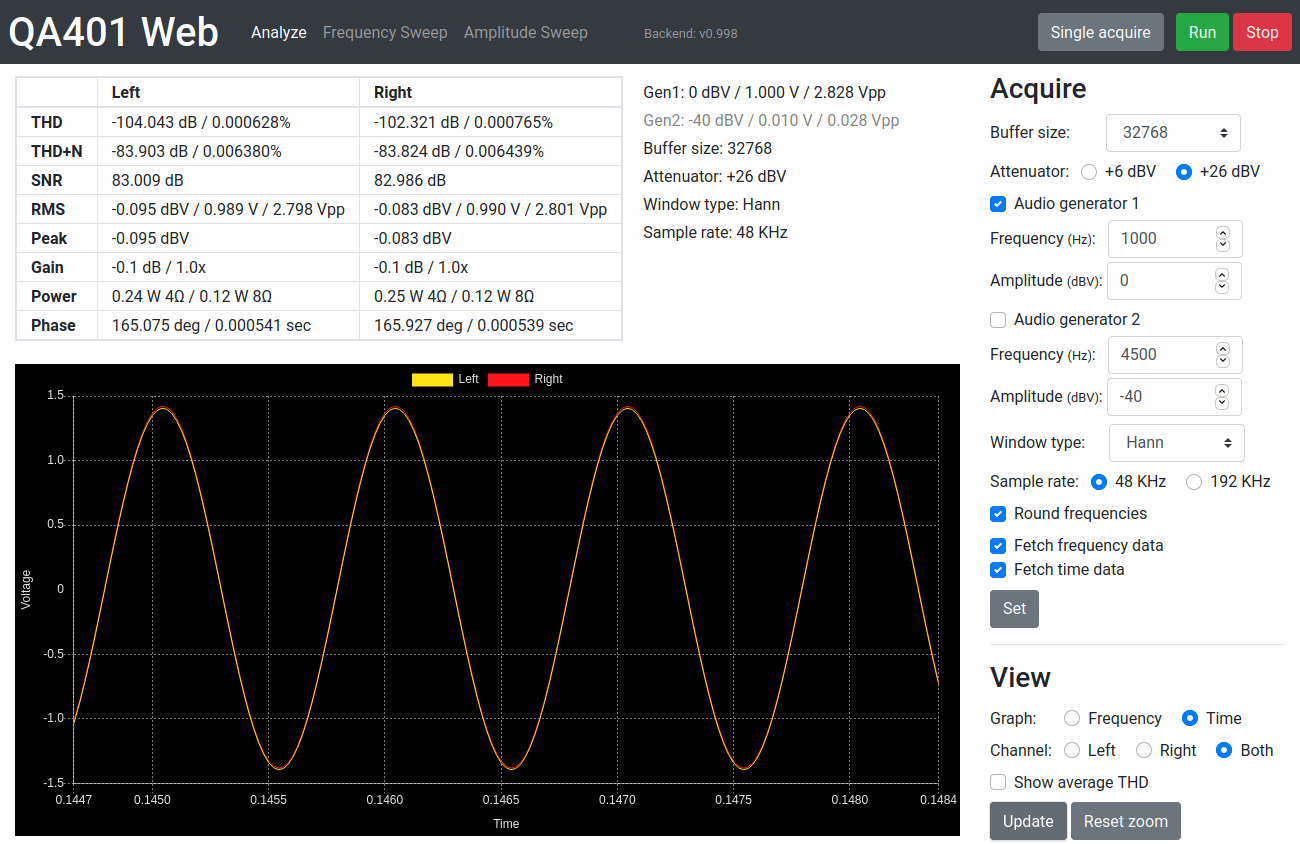 QA401 Web Analyze Frequency Sweep Amplitude Sweep Backend: v0.998 Single acquire Run Stop
Left Right
THD -104.043 dB / 0.000628% -102.321 dB / 0.000765%
THD+N -83.903 dB / 0.006380% -83.824 dB / 0.006439%
SNR 83.009 dB 82.986 dB
RMS -0.095 dBV / 0.989 V / 2.798 Vpp -0.083 dBV / 0.990 V / 2.801 Vpp
Peak -0.095 dBV -0.083 dBV
Gain -0.1 dB / 1.0x -0.1 dB / 1.0x
Power 0.24 W 4Ω / 0.12 W 8Ω 0.25 W 4Ω / 0.12 W 8Ω
Phase 165.075 deg / 0.000541 sec 165.927 deg / 0.000539 sec
Gen1: 0 dBV / 1.000 V / 2.828 Vpp
Gen2: -40 dBV / 0.010 V / 0.028 Vpp
Buffer size: 32768
Attenuator: +26 dBV
Window type: Hann
Sample rate: 48 KHz
Left Right
1.5
1.0
0.5
0
-0.5
-1.0
-1.5
Voltage
0.1447 0.1450 0.1455 0.1460 0.1465 0.1470 0.1475 0.1480 0.1484
Time
Acquire
Buffer size: 32768
Attenuator: +6 dBV +26 dBV
Audio generator 1
Frequency (Hz): 1000
Amplitude (dBV): 0
Audio generator 2
Frequency (Hz): 4500
Amplitude (dBV): -40
Window type: Hann
Sample rate: 48 KHz 192 KHz
Round frequencies
Fetch frequency data
Fetch time data
Set
View
Graph: Frequency Time
Channel: Left Right Both
Show average THD
Update Reset zoom